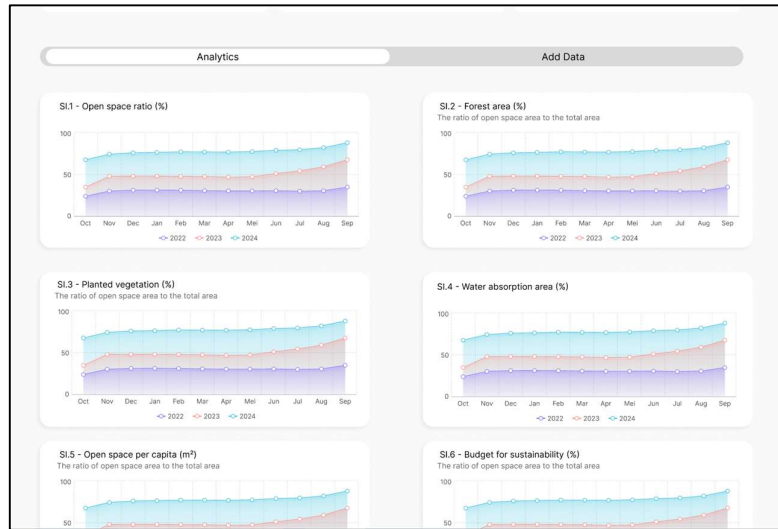 Analytics
Add Data
SI.1 - Open space ratio (%)
100
50
0
Oct Nov Dec Jan Feb Mar Apr Mei Jun Jul Aug Sep
2022 2023 2024
SI.2 - Forest area (%)
The ratio of open space area to the total area
100
50
0
Oct Nov Dec Jan Feb Mar Apr Mei Jun Jul Aug Sep
2022 2023 2024
SI.3 - Planted vegetation (%)
The ratio of open space area to the total area
100
50
0
Oct Nov Dec Jan Feb Mar Apr Mei Jun Jul Aug Sep
2022 2023 2024
SI.4 - Water absorption area (%)
100
50
0
Oct Nov Dec Jan Feb Mar Apr Mei Jun Jul Aug Sep
2022 2023 2024
SI.5 - Open space per capita (m²)
The ratio of open space area to the total area
100
50
SI.6 - Budget for sustainability (%)
The ratio of open space area to the total area
100
50